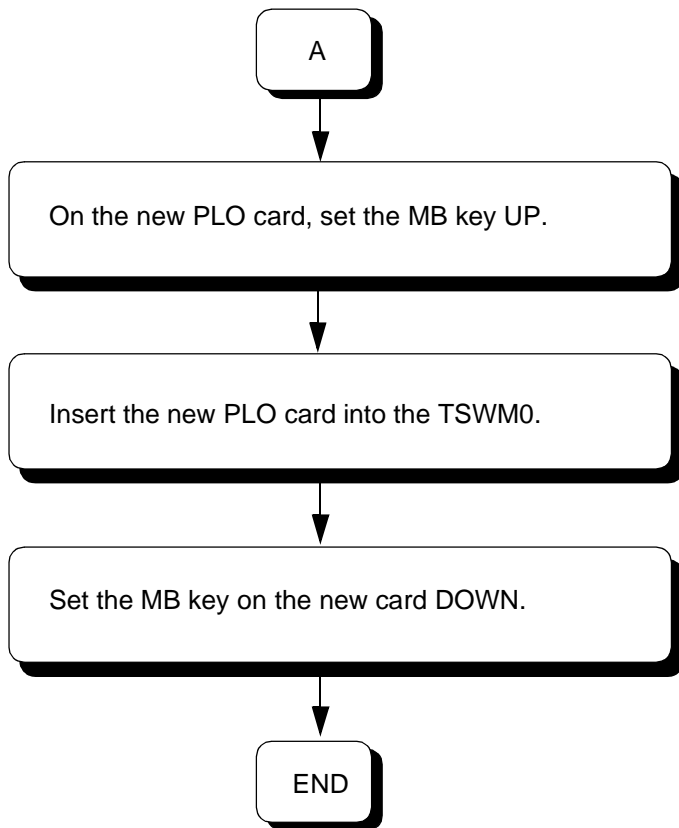 A
On the new PLO card, set the MB key UP.
Insert the new PLO card into the TSWM0.
Set the MB key on the new card DOWN.
END